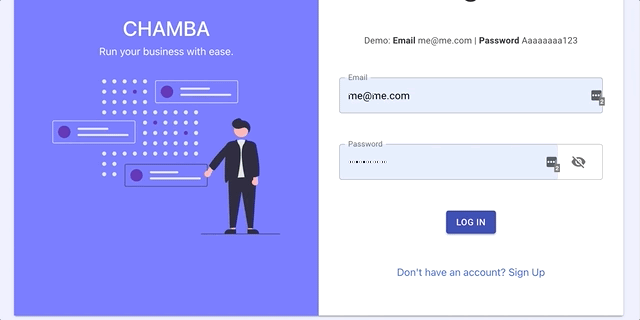 CHAMBA
Run your business with ease.
Demo: Email me@me.com | Password Aaaaaaaa123
Email
me@me.com
Password
LOG IN
Don't have an account? Sign Up